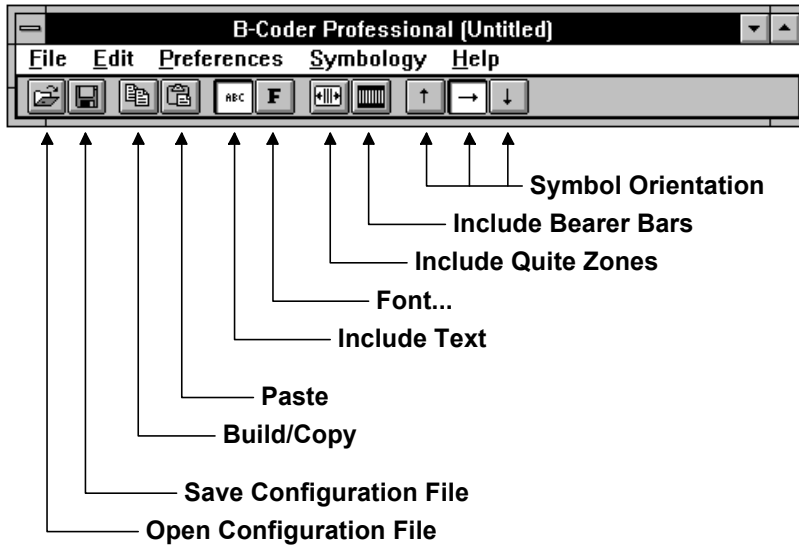 B-Coder Professional (Untitled)
File Edit Preferences Symbology Help
ABC F
Symbol Orientation
Include Bearer Bars
Include Quite Zones
Font...
Include Text
Paste
Build/Copy
Save Configuration File
Open Configuration File